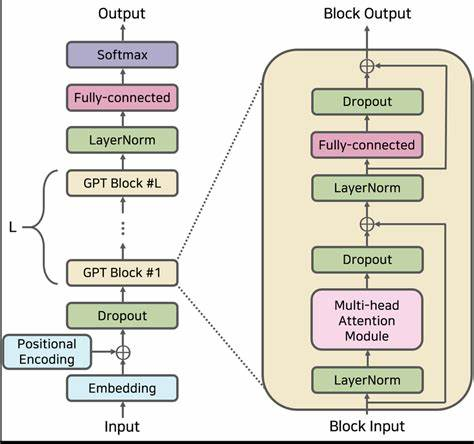 Output
Softmax
Fully-connected
LayerNorm
GPT Block #L
...
L
GPT Block #1
Dropout
Positional
Encoding
Embedding
Input
Block Output
Dropout
Fully-connected
LayerNorm
Dropout
Multi-head
Attention
Module
LayerNorm
Block Input